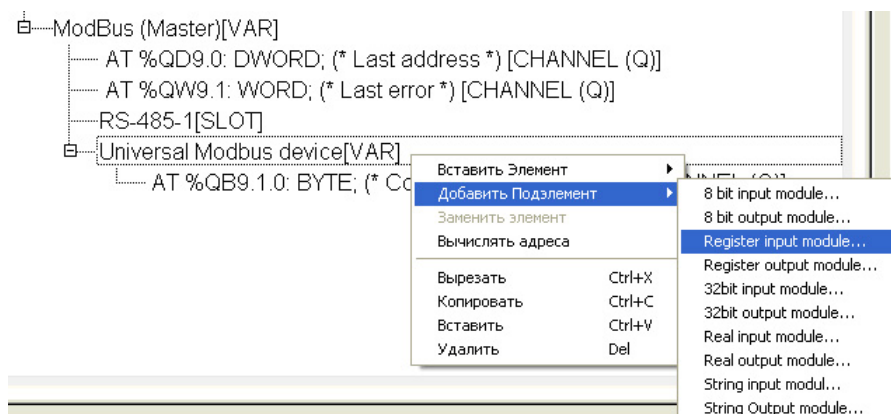 ModBus (Master)[VAR]
AT %QD9.0: DWORD; (* Last address *) [CHANNEL (Q)]
AT %QW9.1: WORD; (* Last error *) [CHANNEL (Q)]
RS-485-1[SLOT]
Universal Modbus device[VAR]
AT %QB9.1.0: BYTE; (* Co
Вставить Элемент
Добавить Подэлемент
Заменить элемент
Вычислять адреса
Вырезать Ctrl+X
Копировать Ctrl+C
Вставить Ctrl+V
Удалить Del
8 bit input module...
8 bit output module...
Register input module...
Register output module...
32bit input module...
32bit output module...
Real input module...
Real output module...
String input modul...
String Output module...